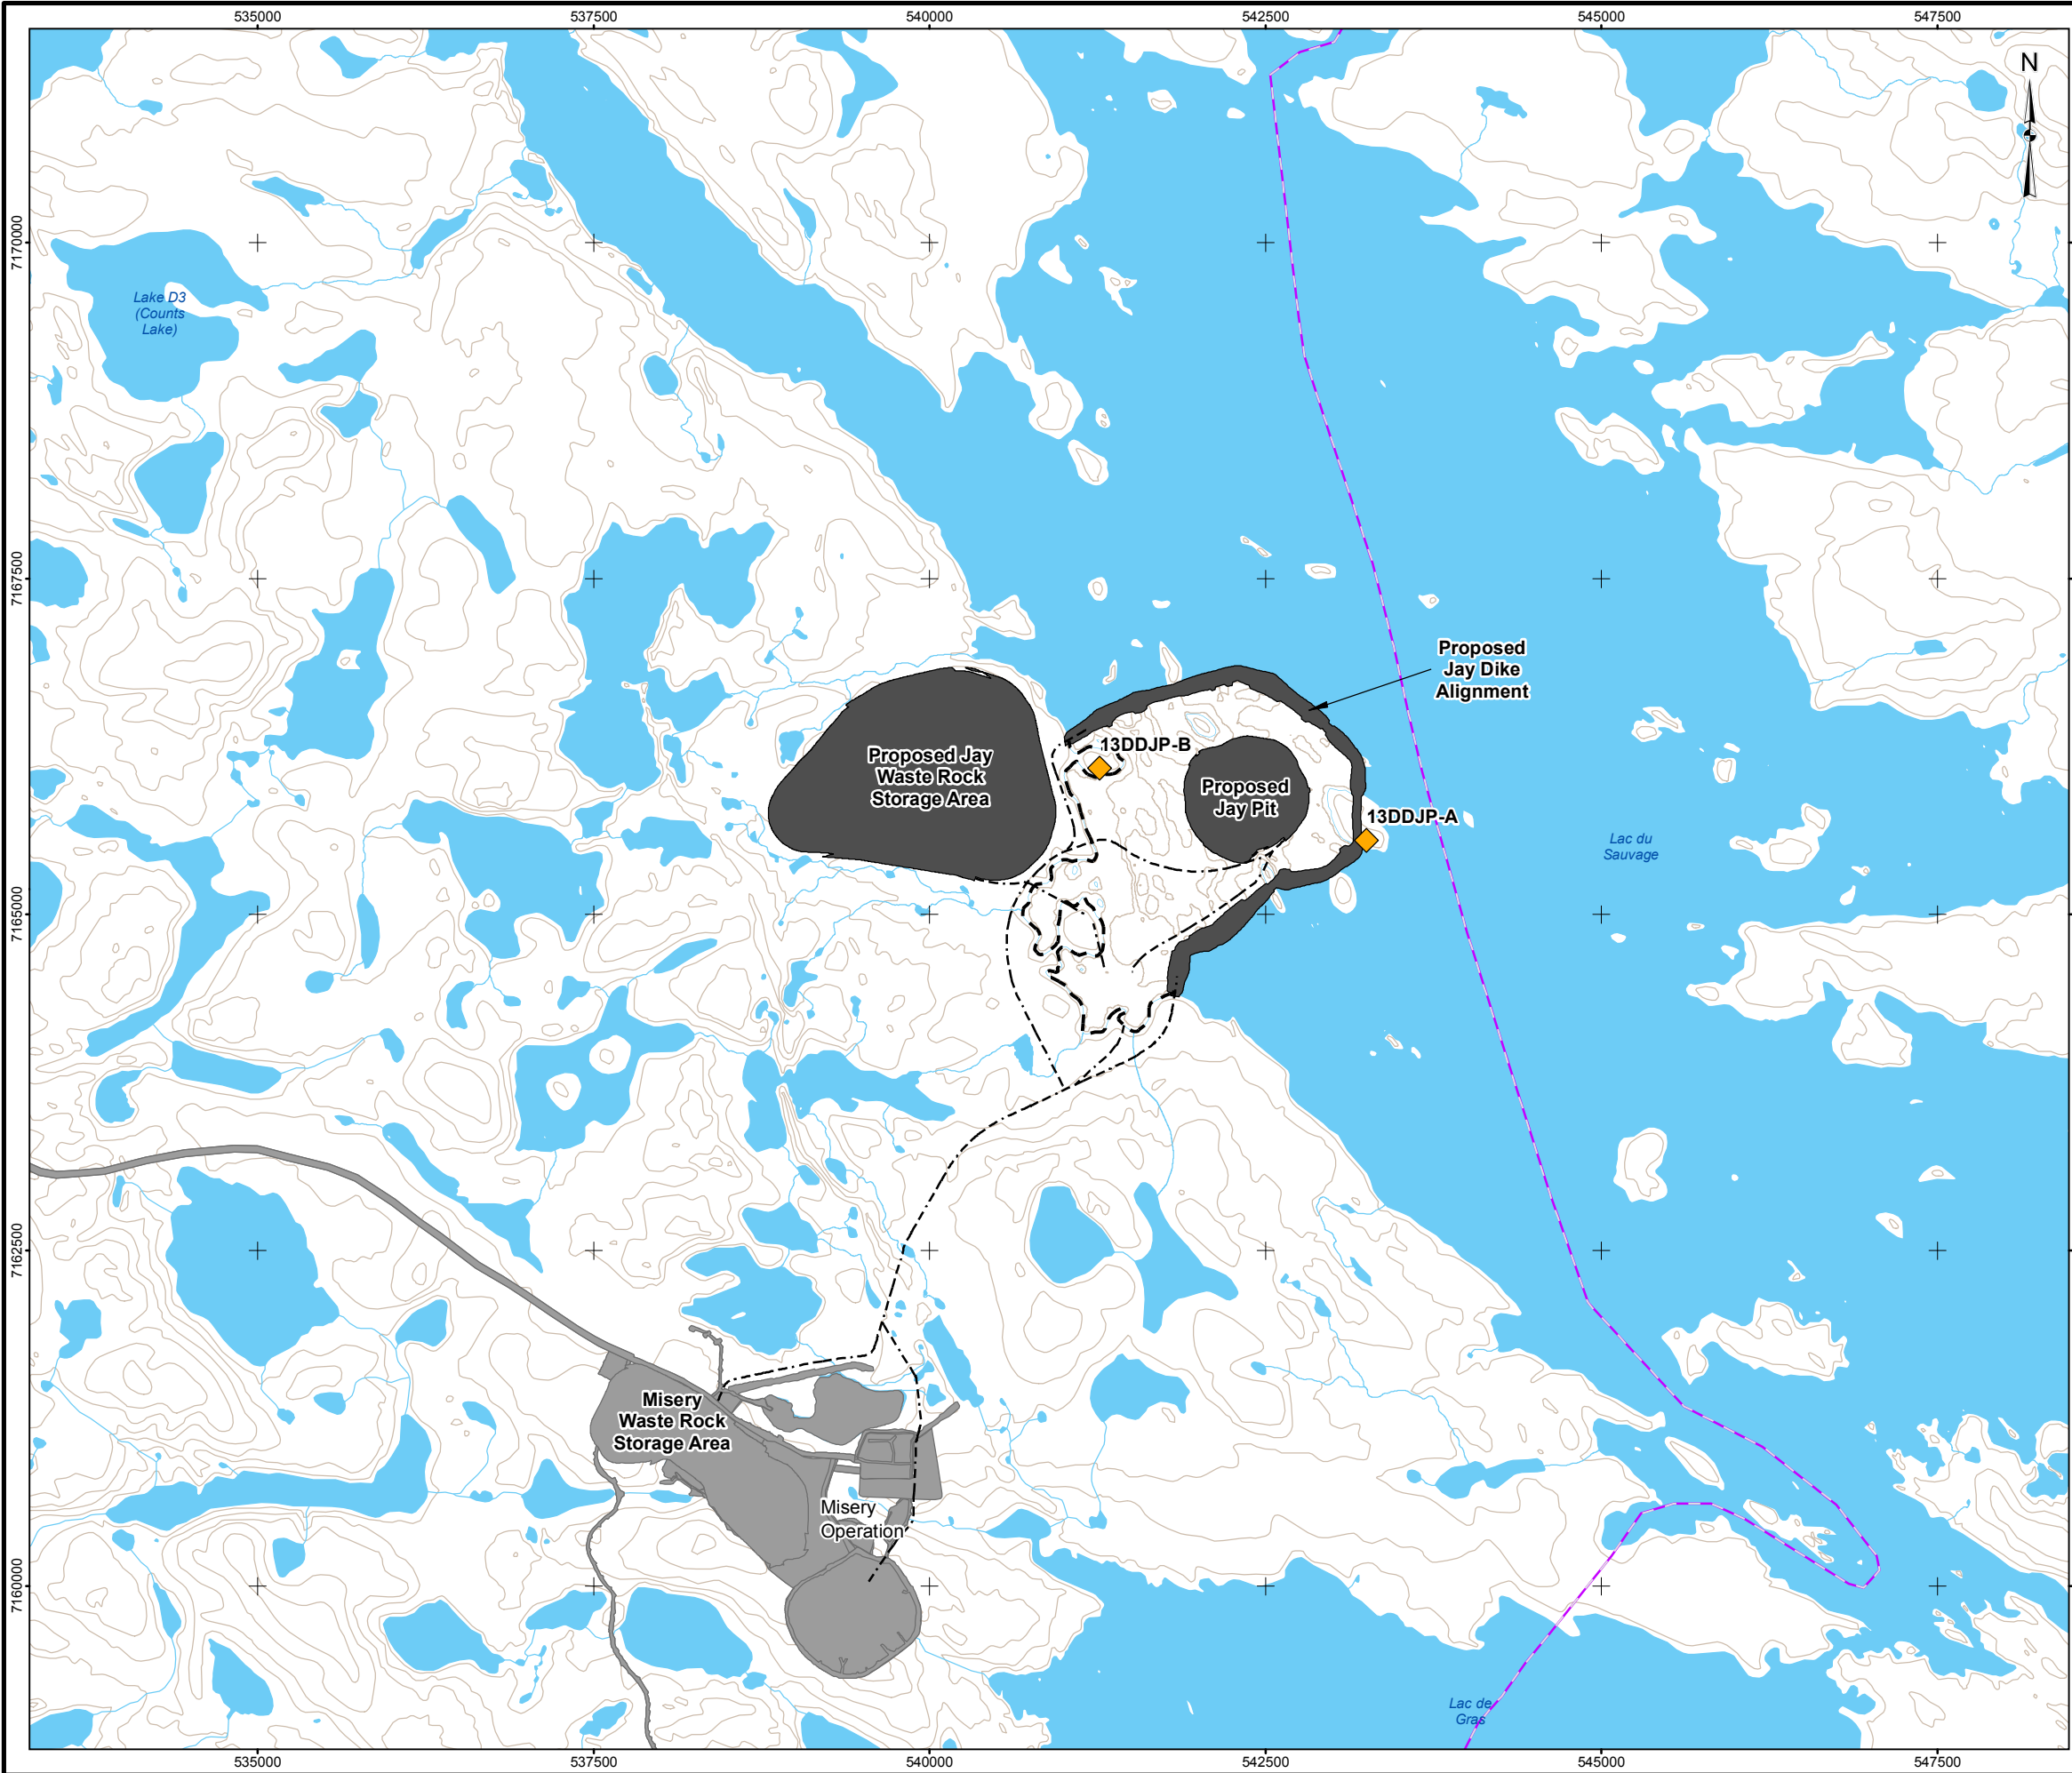 535000
537500
540000
542500
545000
547500
N
7170000
Lake D3
(Counts
Lake)
7167500
Proposed
Jay Dike
Alignment
13DDJP-B
Proposed Jay
Waste Rock
Storage Area
Proposed
Jay Pit
13DDJP-A
Lac du
Sauvage
7165000
7162500
Misery
Waste Rock
Storage Area
Misery
Operation
7160000
Lac de
Gras
535000
537500
540000
542500
545000
547500